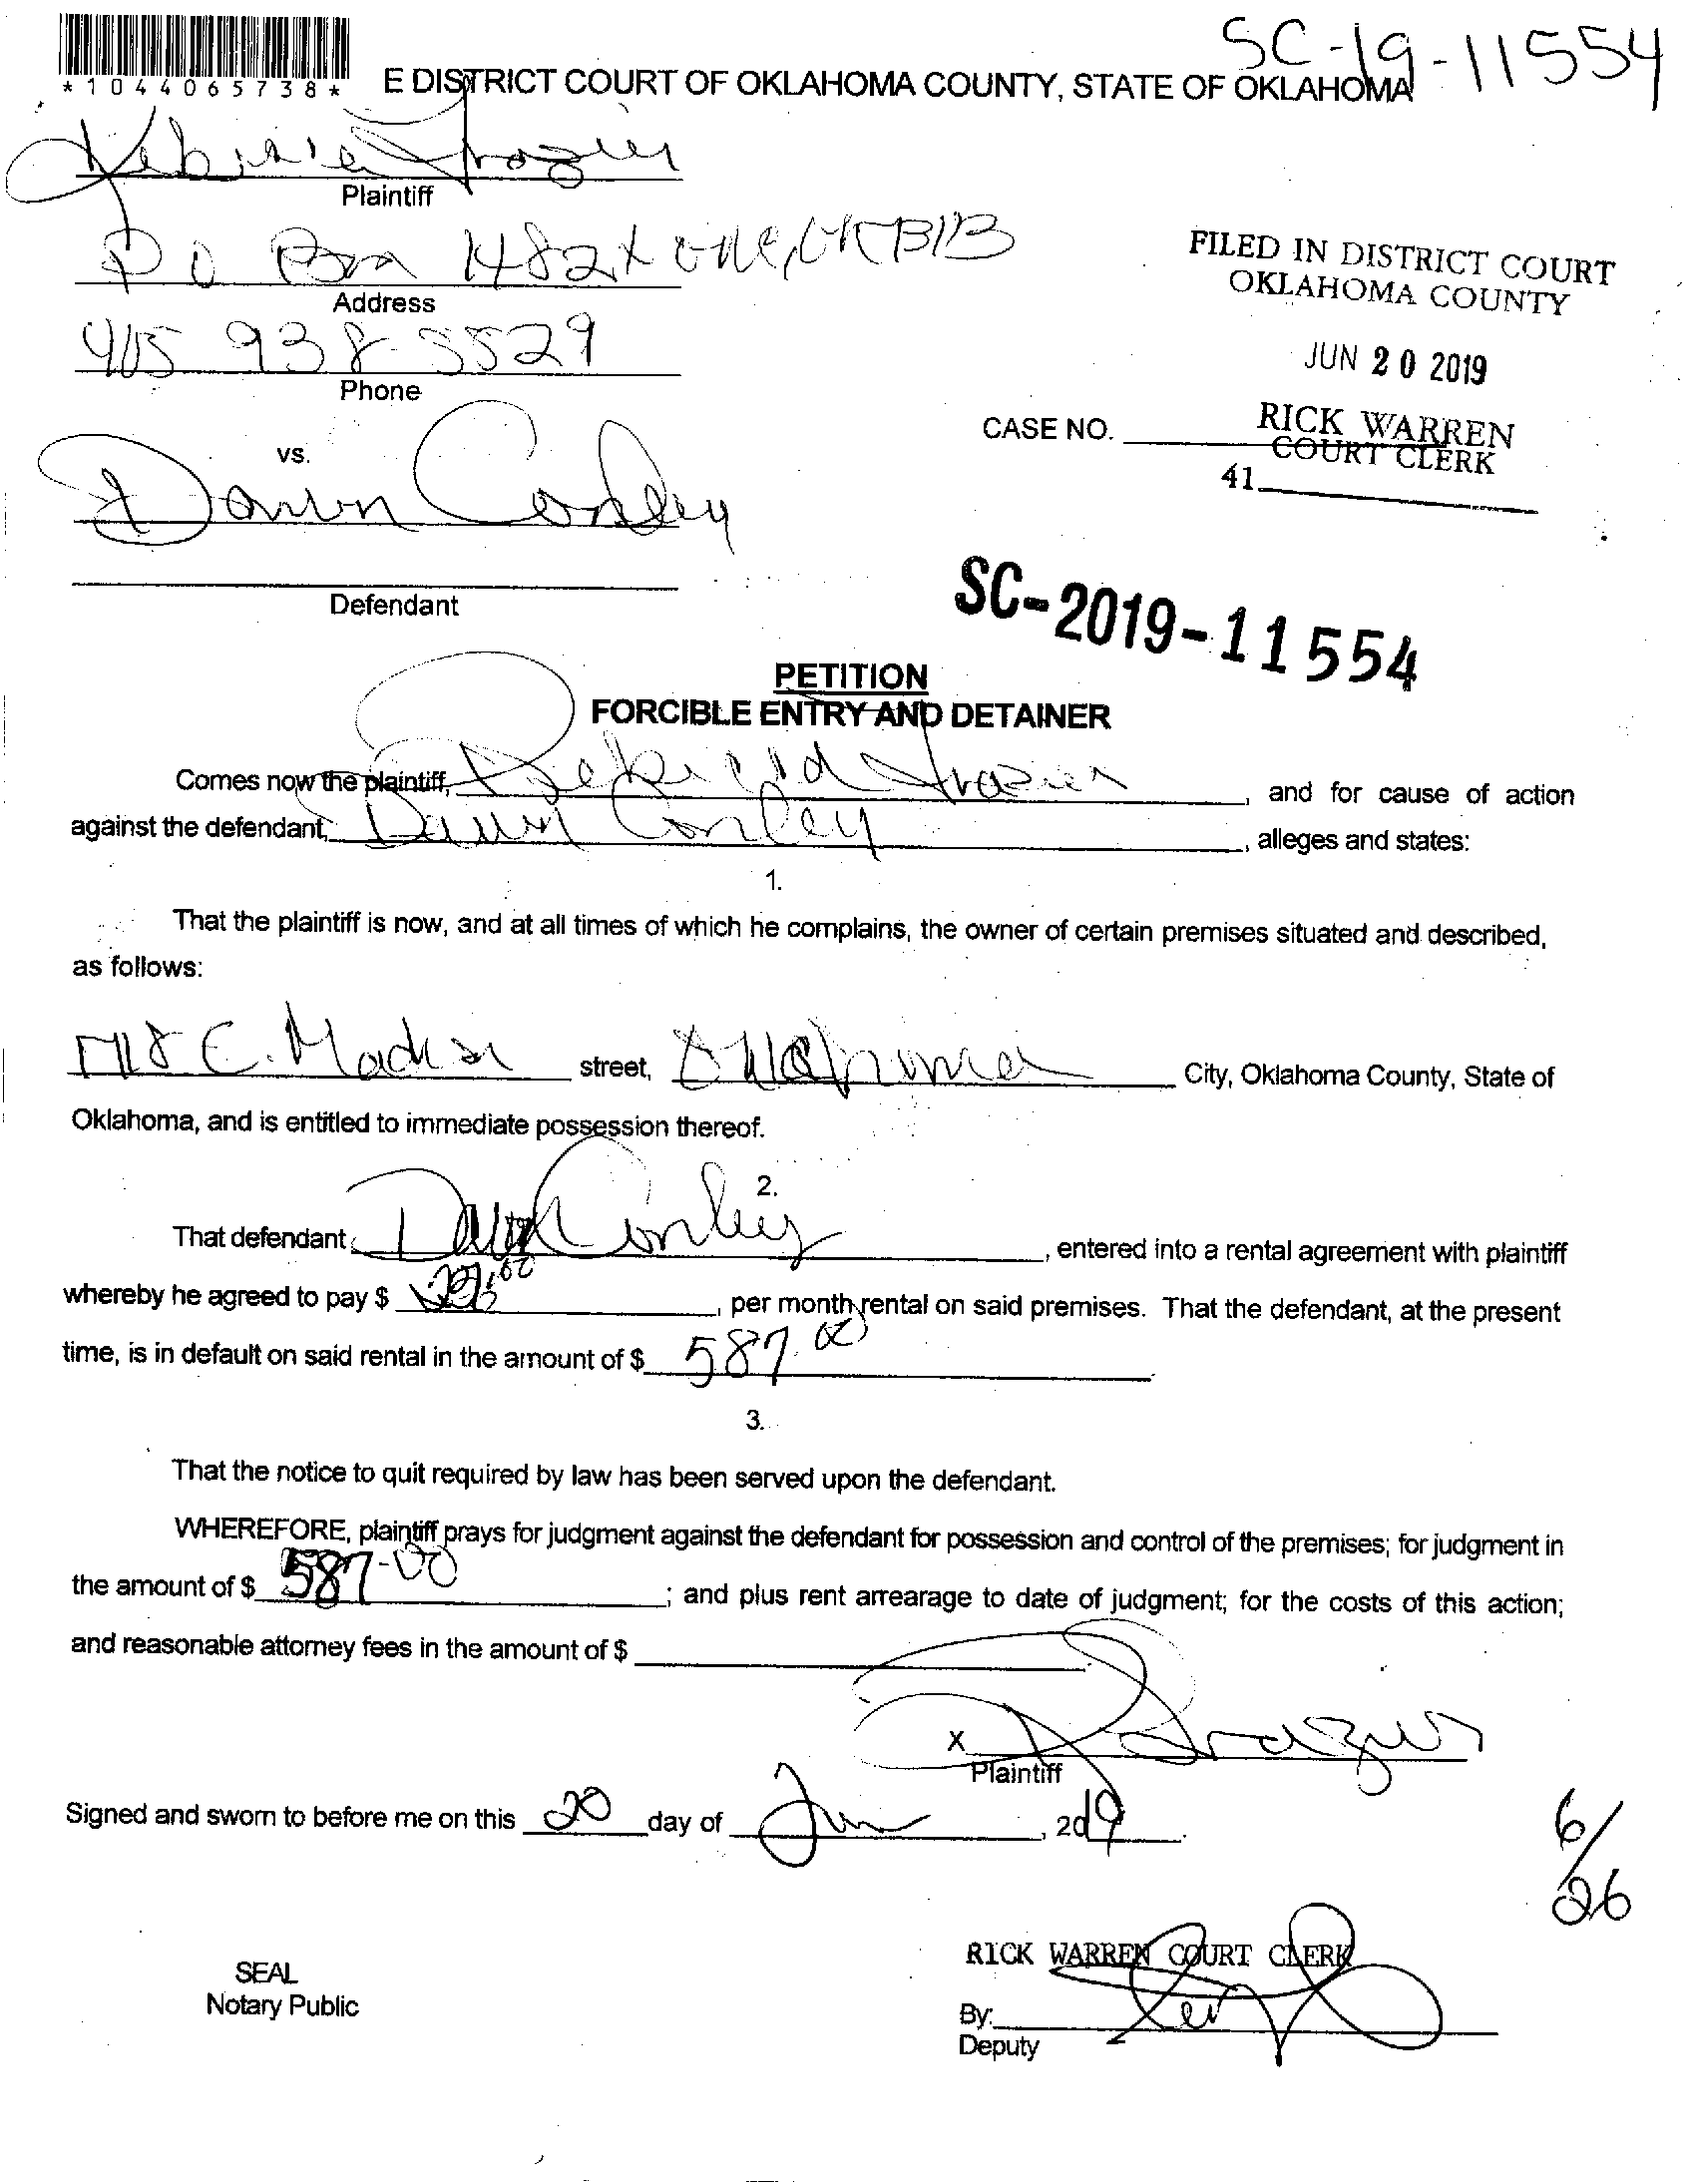 SC-19-11554
*1044065738*
E DISTRICT COURT OF OKLAHOMA COUNTY, STATE OF OKLAHOMA
Frazier
Plaintiff
PO Box 1482
Address
405 938-5529
Phone
FILED IN DISTRICT COURT
OKLAHOMA COUNTY
JUN 20 2019
RICK WARREN
COURT CLERK
41
CASE NO.
vs.
Dawn Conley
Defendant
SC-2019-11554
PETITION
FORCIBLE ENTRY AND DETAINER
Comes now the plaintiff, Frazier, and for cause of action
against the defendant, Dawn Conley, alleges and states:
1.
That the plaintiff is now, and at all times of which he complains, the owner of certain premises situated and described,
as follows:
E. Madison street, Oklahoma City, Oklahoma County, State of
Oklahoma, and is entitled to immediate possession thereof.
2.
That defendant, Dawn Conley, entered into a rental agreement with plaintiff
whereby he agreed to pay $ , per month rental on said premises. That the defendant, at the present
time, is in default on said rental in the amount of $ 587.00
3.
That the notice to quit required by law has been served upon the defendant.
WHEREFORE, plaintiff prays for judgment against the defendant for possession and control of the premises; for judgment in
the amount of $ 587-00; and plus rent arrearage to date of judgment; for the costs of this action;
and reasonable attorney fees in the amount of $
X Frazier
Plaintiff
Signed and sworn to before me on this 20 day of Jun, 2019.
6/26
SEAL
Notary Public
RICK WARREN COURT CLERK
By:
Deputy